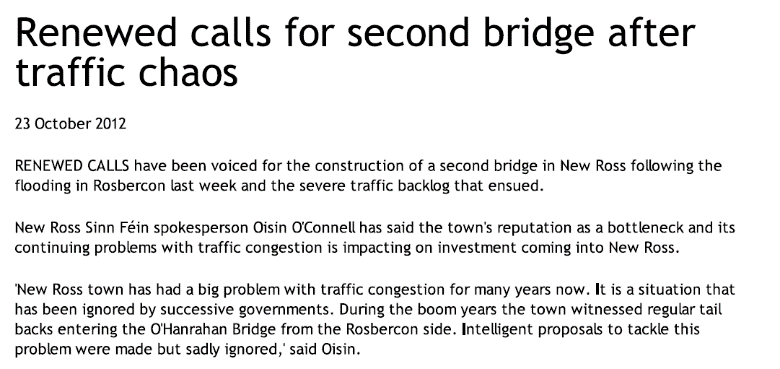 Renewed calls for second bridge after
traffic chaos
23 October 2012
RENEWED CALLS have been voiced for the construction of a second bridge in New Ross following the
flooding in Rosbercon last week and the severe traffic backlog that ensued.
New Ross Sinn Féin spokesperson Oisin O'Connell has said the town's reputation as a bottleneck and its
continuing problems with traffic congestion is impacting on investment coming into New Ross.
'New Ross town has had a big problem with traffic congestion for many years now. It is a situation that
has been ignored by successive governments. During the boom years the town witnessed regular tail
backs entering the O'Hanrahan Bridge from the Rosbercon side. Intelligent proposals to tackle this
problem were made but sadly ignored,' said Oisin.